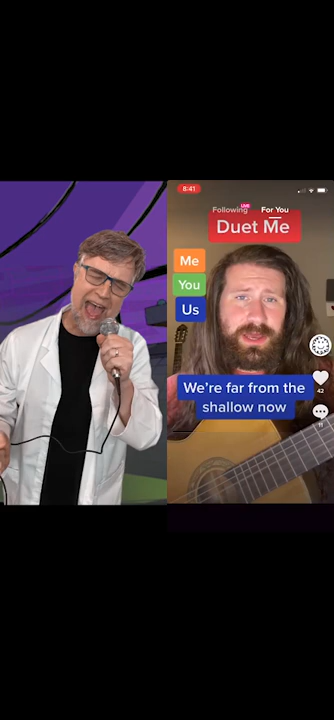 8:41
Following LIVE For You
Duet Me
Me
You
Us
We're far from the
shallow now
42
11